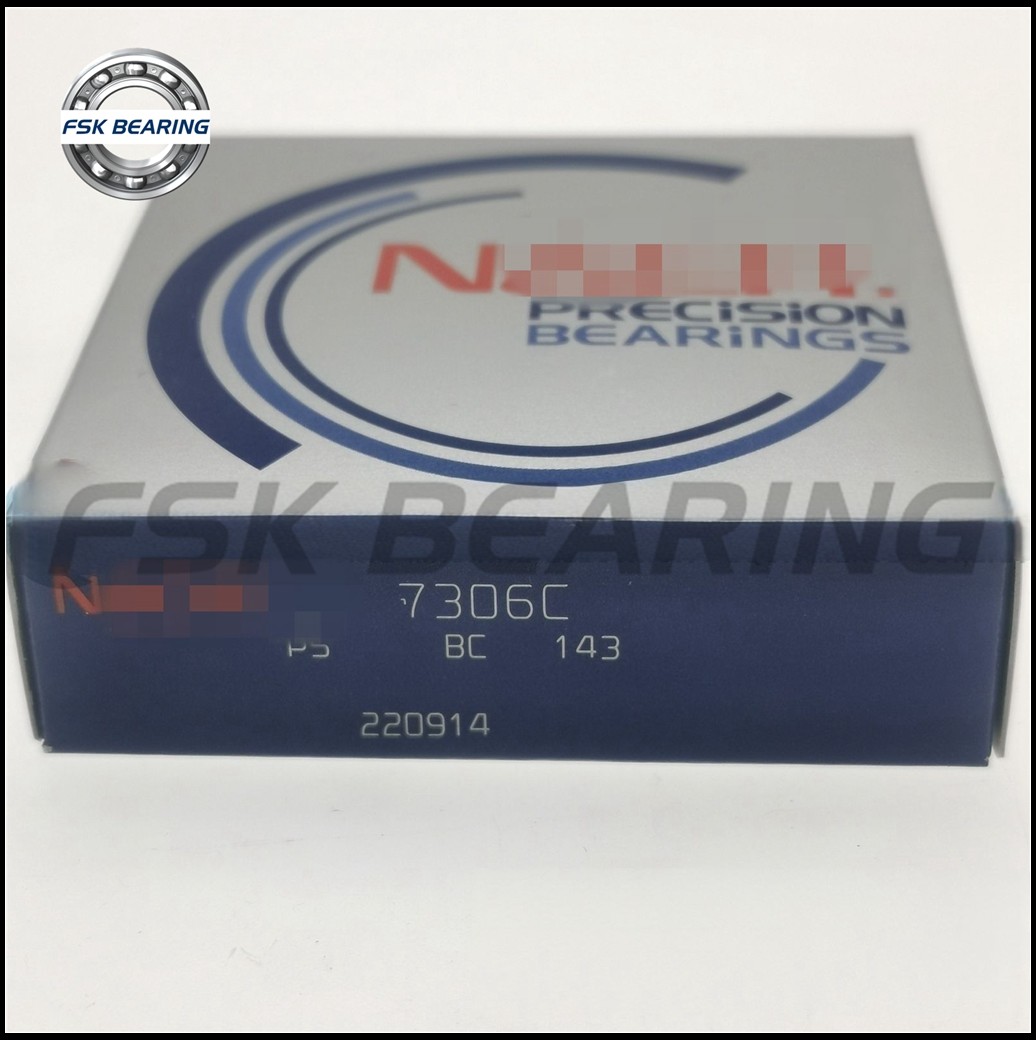 FSK BEARING
PRECiSiON
BEARiNGS
FSK BEARING
7306C
P5 BC 143
220914